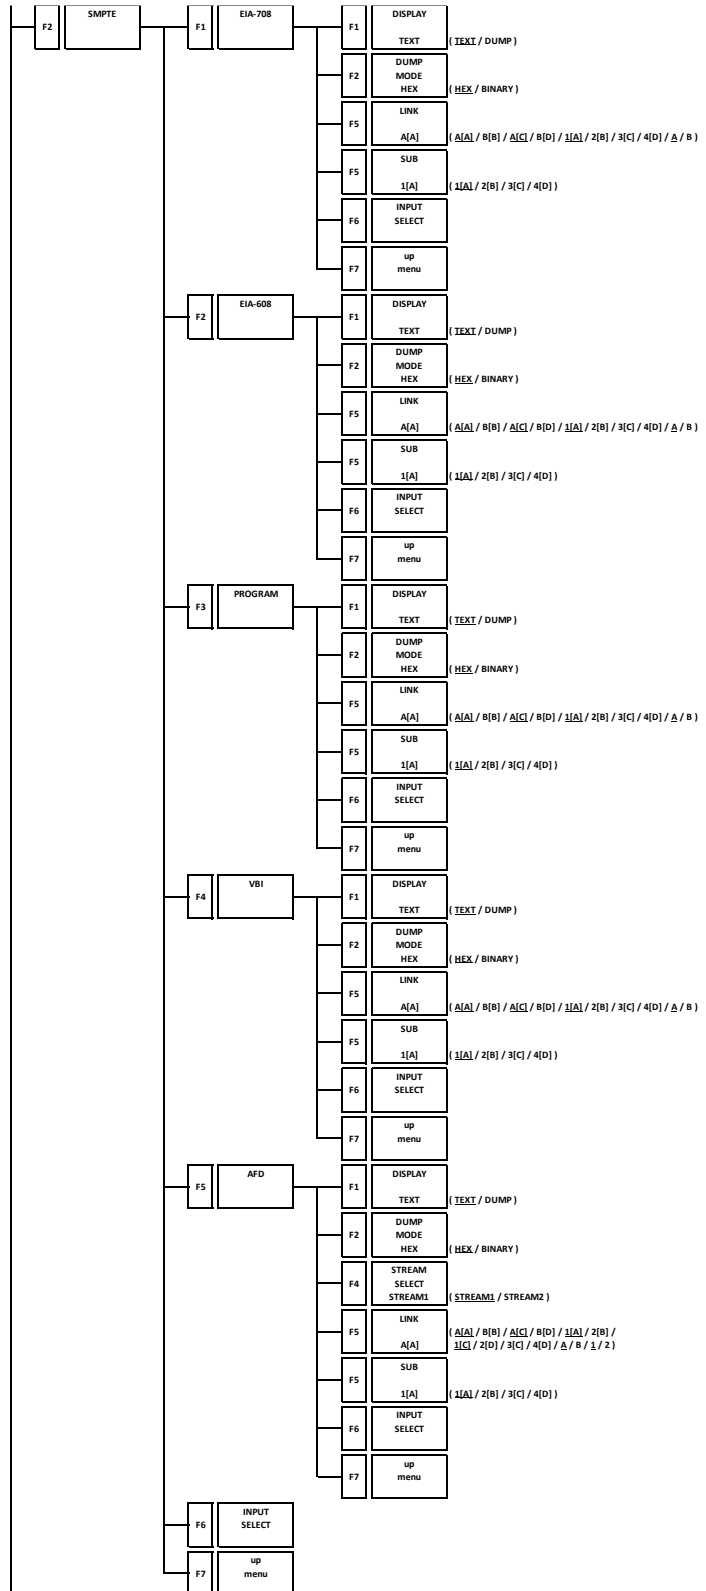 F2 SMPTE F1 EIA-708 F1 DISPLAY
TEXT ( TEXT / DUMP )
F2 DUMP
MODE
HEX ( HEX / BINARY )
F5 LINK
A[A] ( A[A] / B[B] / A[C] / B[D] / 1[A] / 2[B] / 3[C] / 4[D] / A / B )
F5 SUB
1[A] ( 1[A] / 2[B] / 3[C] / 4[D] )
F6 INPUT
SELECT
F7 up
menu
F2 EIA-608 F1 DISPLAY
TEXT ( TEXT / DUMP )
F2 DUMP
MODE
HEX ( HEX / BINARY )
F5 LINK
A[A] ( A[A] / B[B] / A[C] / B[D] / 1[A] / 2[B] / 3[C] / 4[D] / A / B )
F5 SUB
1[A] ( 1[A] / 2[B] / 3[C] / 4[D] )
F6 INPUT
SELECT
F7 up
menu
F3 PROGRAM F1 DISPLAY
TEXT ( TEXT / DUMP )
F2 DUMP
MODE
HEX ( HEX / BINARY )
F5 LINK
A[A] ( A[A] / B[B] / A[C] / B[D] / 1[A] / 2[B] / 3[C] / 4[D] / A / B )
F5 SUB
1[A] ( 1[A] / 2[B] / 3[C] / 4[D] )
F6 INPUT
SELECT
F7 up
menu
F4 VBI F1 DISPLAY
TEXT ( TEXT / DUMP )
F2 DUMP
MODE
HEX ( HEX / BINARY )
F5 LINK
A[A] ( A[A] / B[B] / A[C] / B[D] / 1[A] / 2[B] / 3[C] / 4[D] / A / B )
F5 SUB
1[A] ( 1[A] / 2[B] / 3[C] / 4[D] )
F6 INPUT
SELECT
F7 up
menu
F5 AFD F1 DISPLAY
TEXT ( TEXT / DUMP )
F2 DUMP
MODE
HEX ( HEX / BINARY )
F4 STREAM
SELECT
STREAM1 ( STREAM1 / STREAM2 )
F5 LINK
A[A] ( A[A] / B[B] / A[C] / B[D] / 1[A] / 2[B] /
1[C] / 2[D] / 3[C] / 4[D] / A / B / 1 / 2 )
F5 SUB
1[A] ( 1[A] / 2[B] / 3[C] / 4[D] )
F6 INPUT
SELECT
F7 up
menu
F6 INPUT
SELECT
F7 up
menu